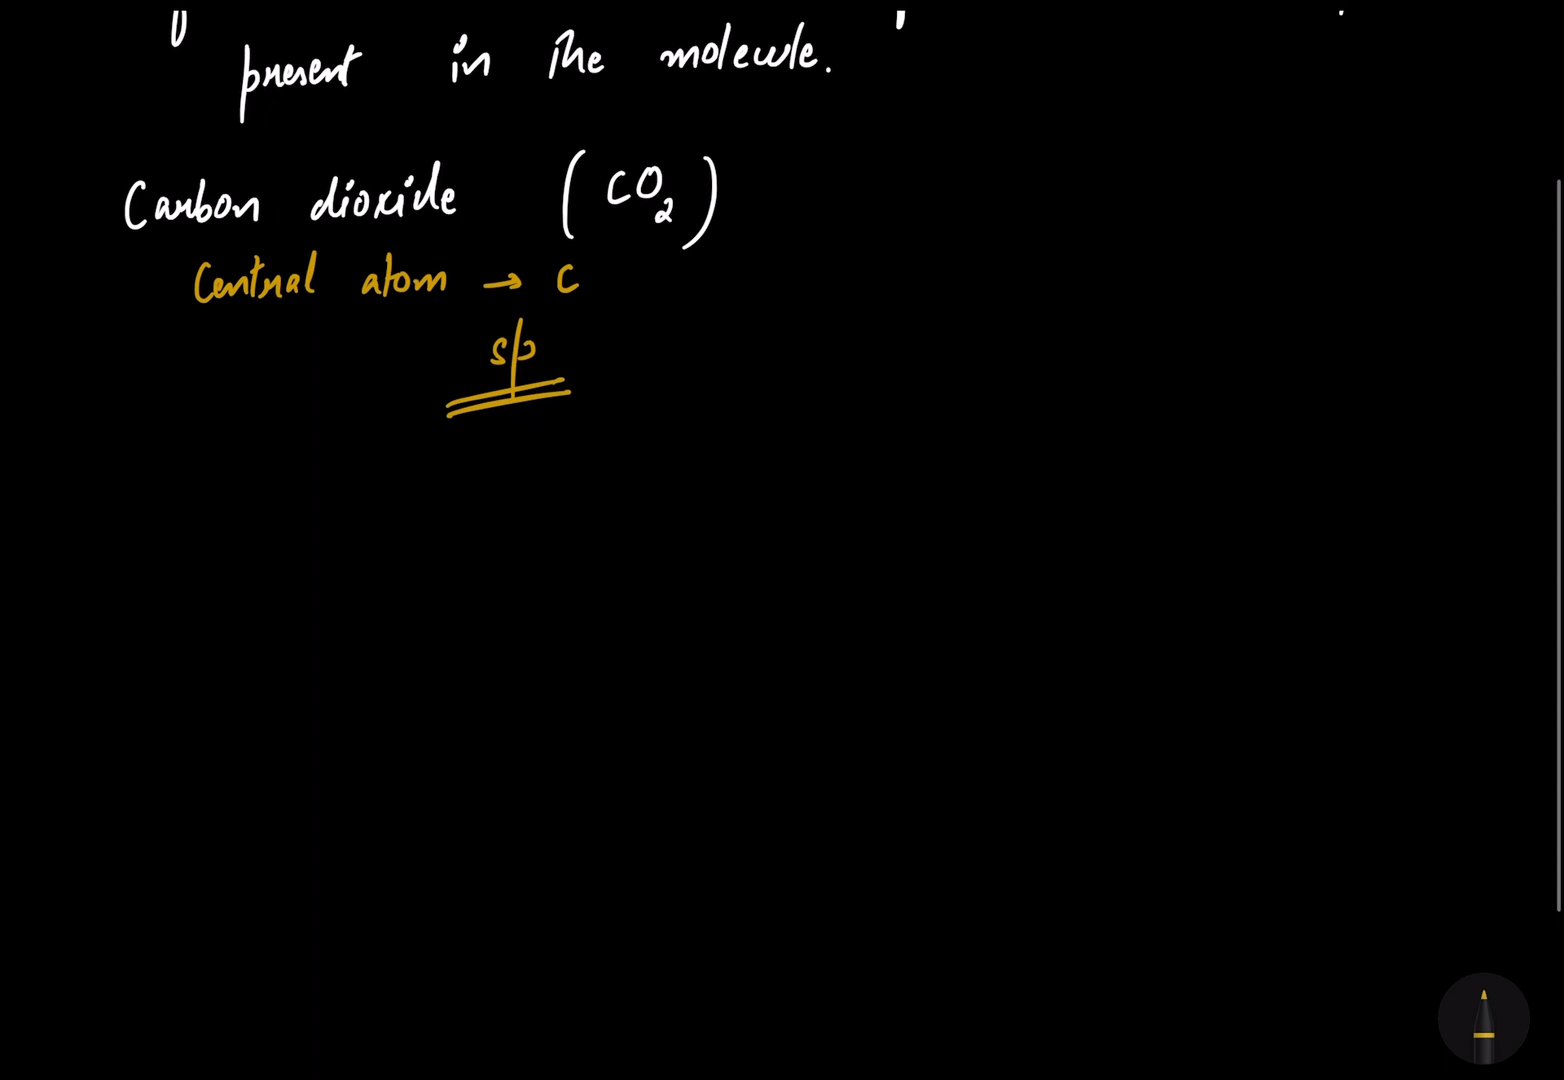 present in the molecule.
Carbon dioxide (CO₂)
Central atom → C
sp